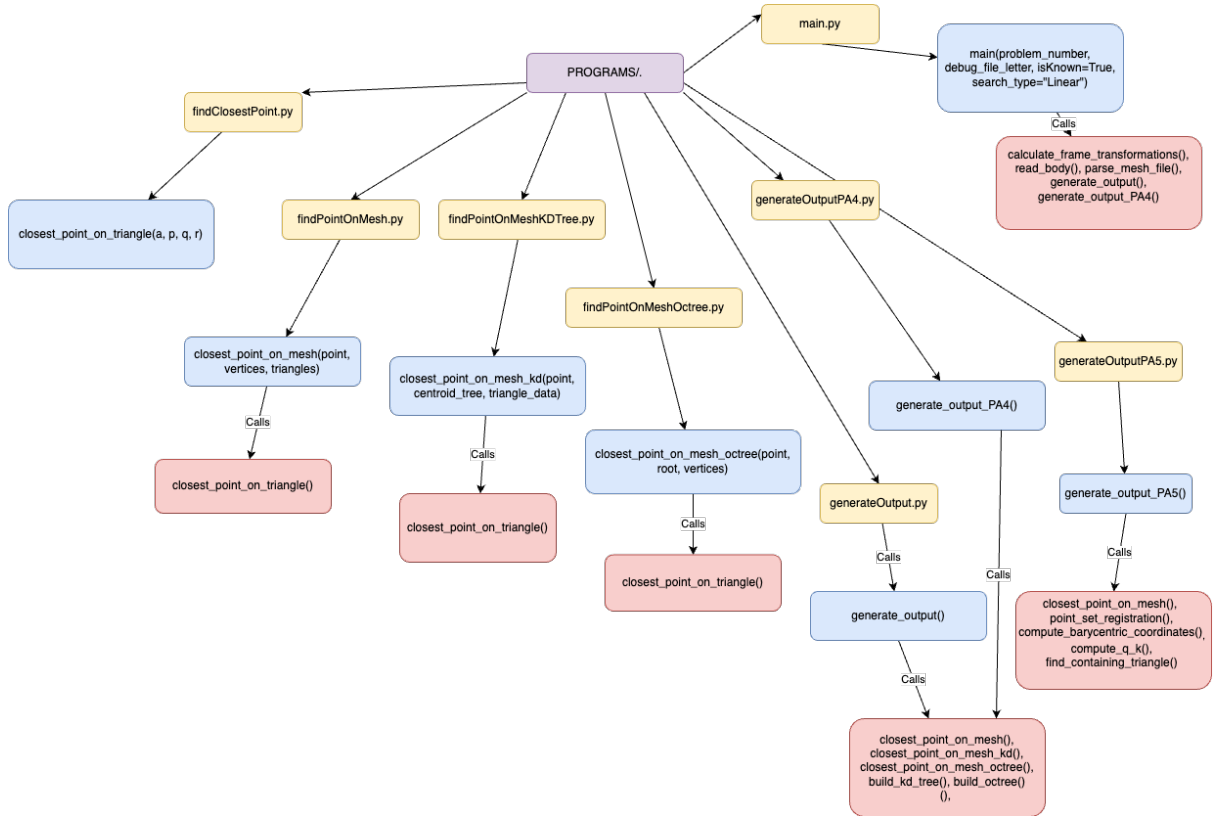 main.py
main(problem_number,
debug_file_letter, isKnown=True,
search_type="Linear")
PROGRAMS/.
findClosestPoint.py
Calls
calculate_frame_transformations(),
read_body(), parse_mesh_file(),
generate_output(),
generate_output_PA4()
closest_point_on_triangle(a, p, q, r)
findPointOnMesh.py
findPointOnMeshKDTree.py
generateOutputPA4.py
findPointOnMeshOctree.py
closest_point_on_mesh(point,
vertices, triangles)
closest_point_on_mesh_kd(point,
centroid_tree, triangle_data)
generateOutputPA5.py
generate_output_PA4()
Calls
closest_point_on_triangle()
Calls
closest_point_on_triangle()
closest_point_on_mesh_octree(point,
root, vertices)
Calls
closest_point_on_triangle()
generateOutput.py
Calls
generate_output()
Calls
generate_output_PA5()
Calls
closest_point_on_mesh(),
point_set_registration(),
compute_barycentric_coordinates(),
compute_q_k(),
find_containing_triangle()
Calls
closest_point_on_mesh(),
closest_point_on_mesh_kd(),
closest_point_on_mesh_octree(),
build_kd_tree(), build_octree()
(),